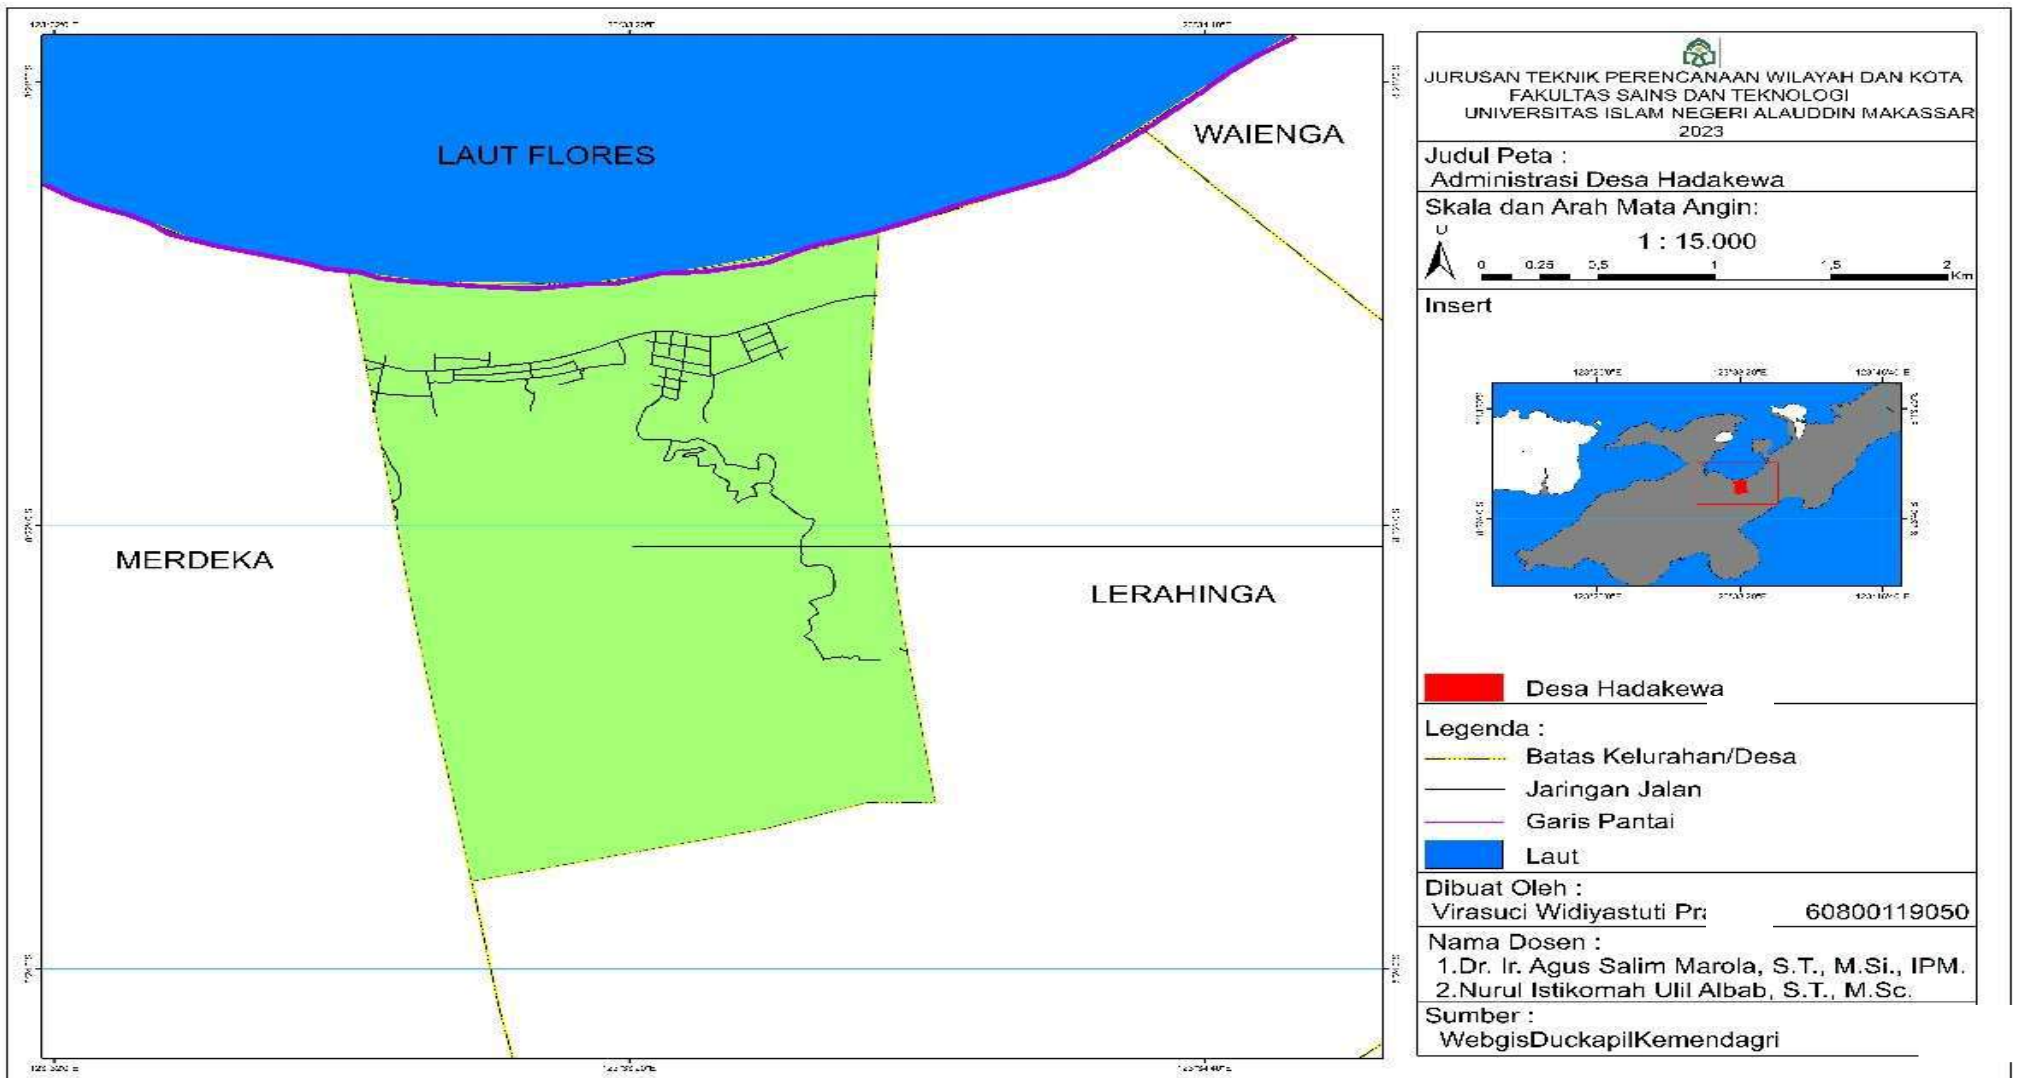 LAUT FLORES
WAIENGA
MERDEKA
LERAHINGA
JURUSAN TEKNIK PERENCANAAN WILAYAH DAN KOTA
FAKULTAS SAINS DAN TEKNOLOGI
UNIVERSITAS ISLAM NEGERI ALAUDDIN MAKASSAR
2023
Judul Peta :
Administrasi Desa Hadakewa
Skala dan Arah Mata Angin:
U
1 : 15.000
0 0.25 0,5 1 1,5 2
Km
Insert
Desa Hadakewa
Legenda :
Batas Kelurahan/Desa
Jaringan Jalan
Garis Pantai
Laut
Dibuat Oleh :
Virasuci Widiyastuti 60800119050
Nama Dosen :
1.Dr. Ir. Agus Salim Marola, S.T., M.Si., IPM.
2.Nurul Istikomah Ulil Albab, S.T., M.Sc.
Sumber :
WebgisDuckapilKemendagri